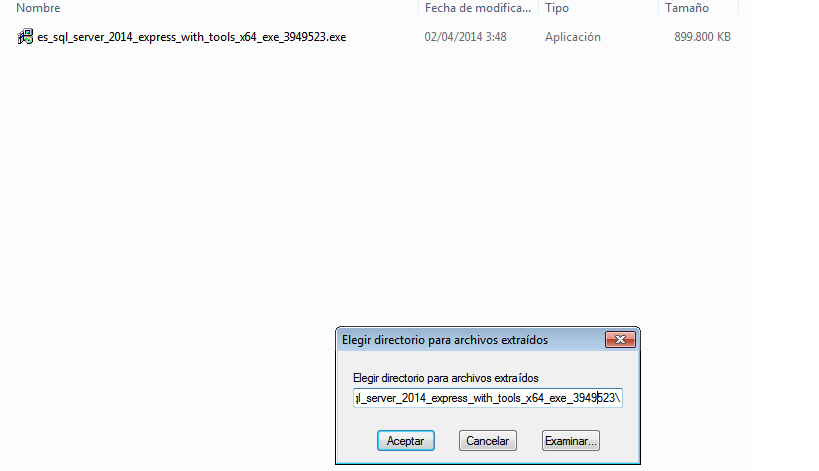 Nombre Fecha de modifica... Tipo Tamaño
es_sql_server_2014_express_with_tools_x64_exe_3949523.exe 02/04/2014 3:48 Aplicación 899.800 KB
Elegir directorio para archivos extraídos
Elegir directorio para archivos extraídos
l_server_2014_express_with_tools_x64_exe_3949523\
Aceptar Cancelar Examinar...